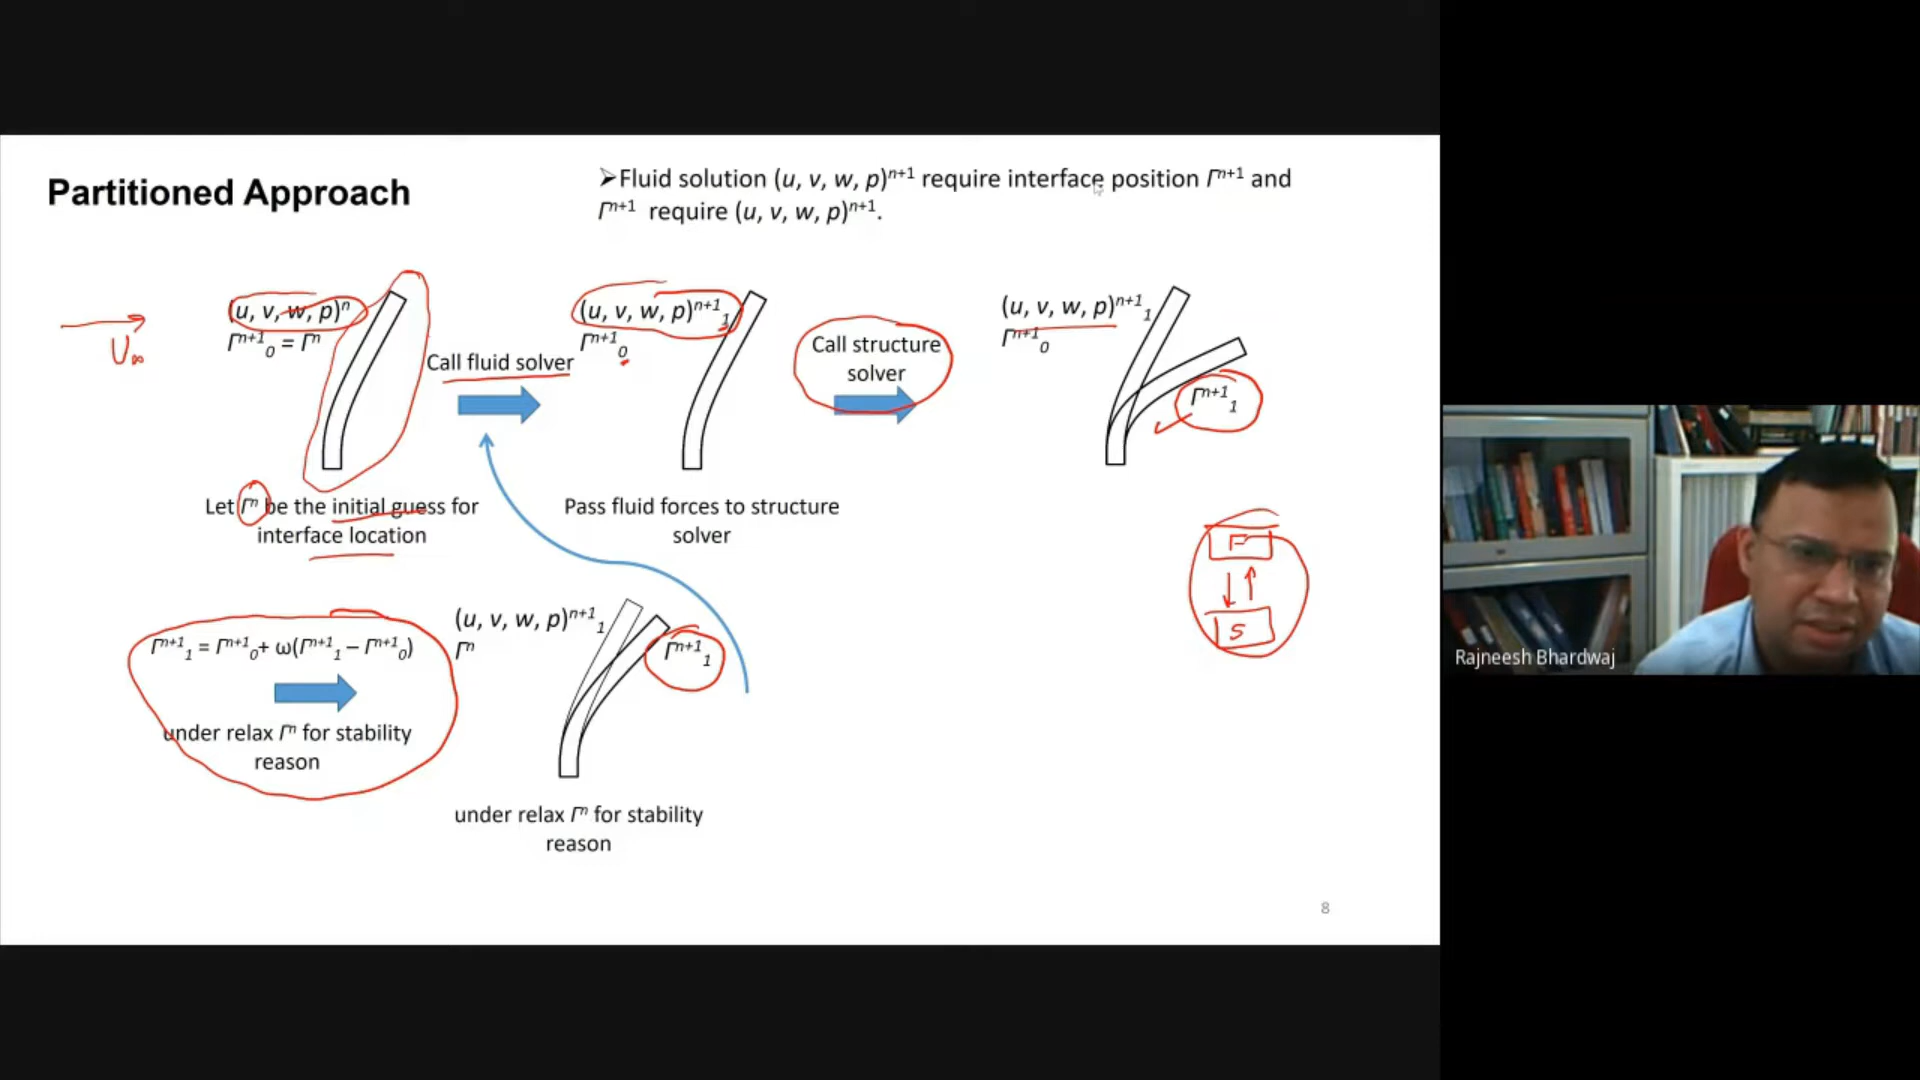 Partitioned Approach
➢Fluid solution (u, v, w, p)ⁿ⁺¹ require interface position Γⁿ⁺¹ and
Γⁿ⁺¹ require (u, v, w, p)ⁿ⁺¹.
U∞
(u, v, w, p)ⁿ
Γⁿ⁺¹₀ = Γⁿ
Call fluid solver
(u, v, w, p)ⁿ⁺¹₁
Γⁿ⁺¹₀
Call structure
solver
(u, v, w, p)ⁿ⁺¹₁
Γⁿ⁺¹₀
Γⁿ⁺¹₁
Let Γⁿ be the initial guess for
interface location
Pass fluid forces to structure
solver
F
S
Γⁿ⁺¹₁ = Γⁿ⁺¹₀+ ω(Γⁿ⁺¹₁ – Γⁿ⁺¹₀)
under relax Γⁿ for stability
reason
(u, v, w, p)ⁿ⁺¹₁
Γⁿ
Γⁿ⁺¹₁
under relax Γⁿ for stability
reason
8
Rajneesh Bhardwaj